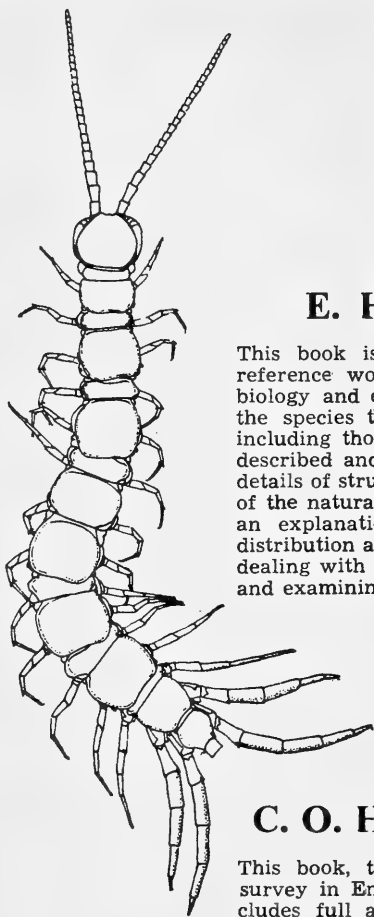 E. H
This book is
reference wo
biology and e
the species t
including tho
described and
details of stru
of the natura
an explanati
distribution a
dealing with
and examinin
C. O. H
This book, t
survey in En
cludes full a